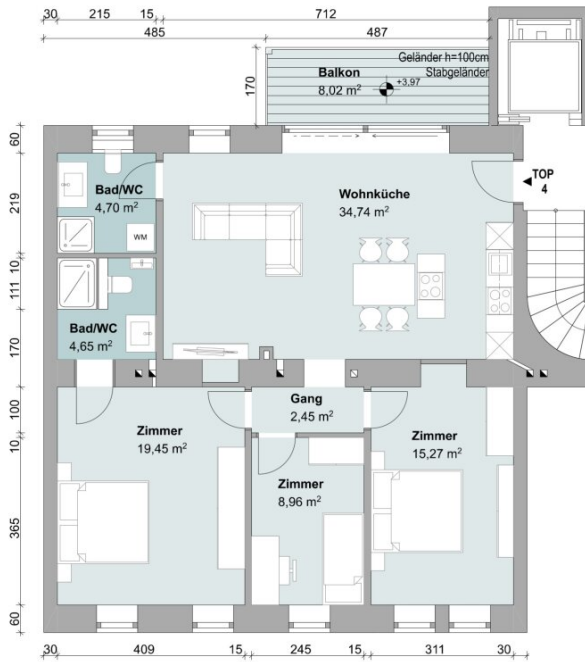 30 215 15 712
485 487
Geländer h=100cm
Balkon Stabgeländer
8,02 m² +3,97
170
60
219
10
111
170
100
10
365
60
Bad/WC
4,70 m²
WM
Wohnküche
34,74 m²
TOP
4
Bad/WC
4,65 m²
Gang
2,45 m²
Zimmer
19,45 m²
Zimmer
8,96 m²
Zimmer
15,27 m²
30 409 15 245 15 311 30